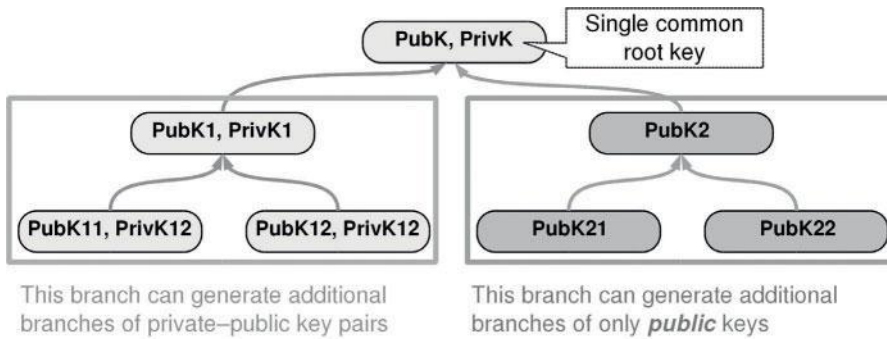 PubK, PrivK
Single common
root key
PubK1, PrivK1
PubK2
PubK11, PrivK12
PubK12, PrivK12
PubK21
PubK22
This branch can generate additional
branches of private–public key pairs
This branch can generate additional
branches of only public keys